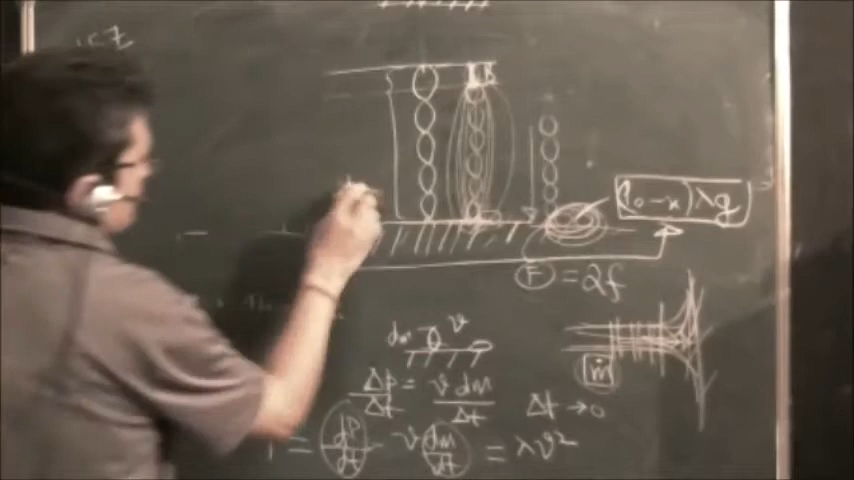 (l₀-x)λg
F = 2f
dm v
ṁ
Δp/Δt = v dm/Δt Δt → 0
= dp/dt - v dm/dt = λv²